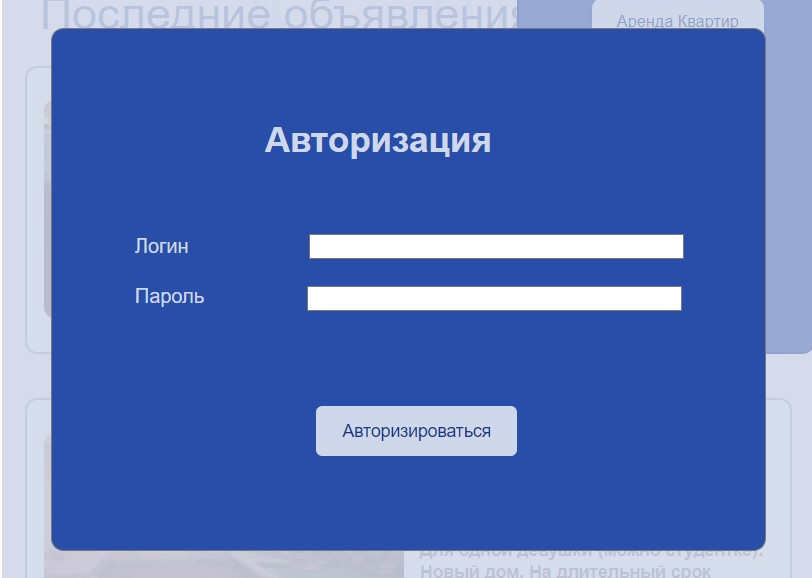 Последние объявления
Аренда Квартир
Авторизация
Логин
Пароль
Авторизироваться
Для одной девушки (можно студентке).
Новый дом. На длительный срок